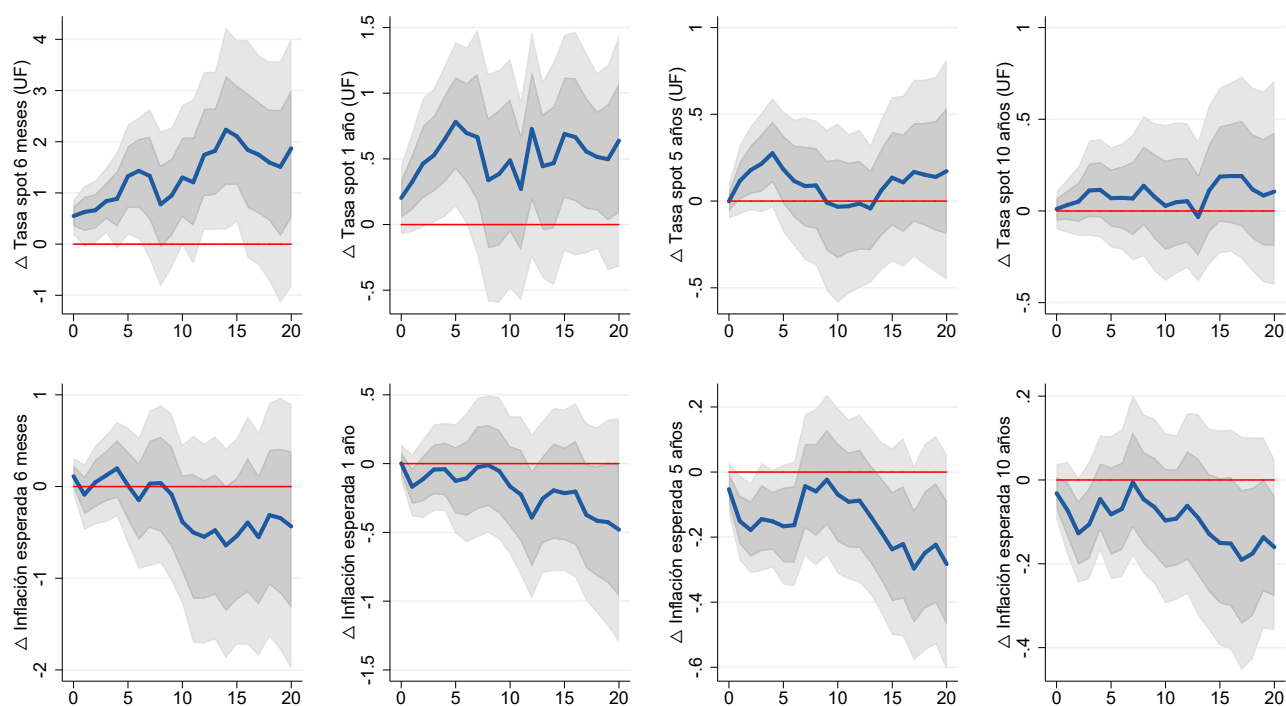 △ Tasa spot 6 meses
4
3
2
1
0
-1
0 5 10 15 20
△ Tasa spot 1 año (UF)
1.5
1
.5
0
-.5
0 5 10 15 20
△ Tasa spot 5 años (UF)
1
.5
0
-.5
0 5 10 15 20
△ Tasa spot 10 años (UF)
1
.5
0
-.5
0 5 10 15 20
△ Inflación esperada 6 meses
1
0
-1
-2
0 5 10 15 20
△ Inflación esperada 1 año
.5
0
-.5
-1
-1.5
0 5 10 15 20
△ Inflación esperada 5 años
.2
0
-.2
-.4
-.6
0 5 10 15 20
△ Inflación esperada 10 años
.2
0
-.2
-.4
0 5 10 15 20